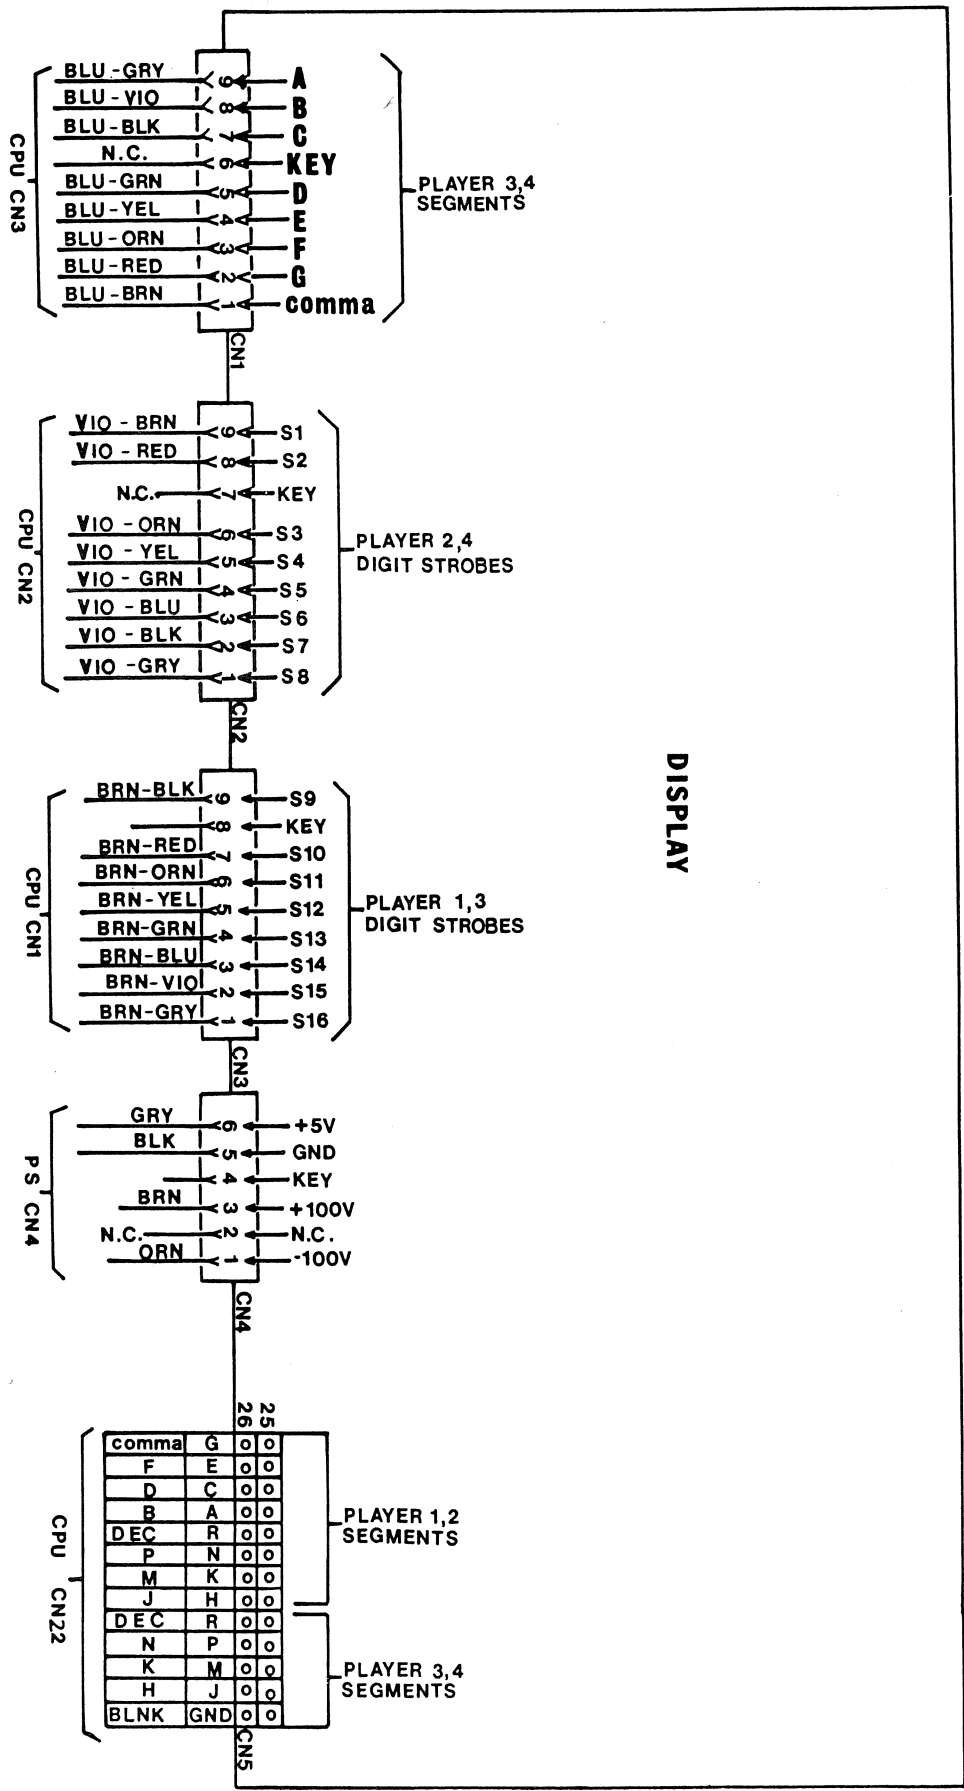 CPU CN3
BLU-GRY 9 A
BLU-VIO 8 B
BLU-BLK 7 C
N.C. 6 KEY
BLU-GRN 5 D
BLU-YEL 4 E
BLU-ORN 3 F
BLU-RED 2 G
BLU-BRN 1 comma
PLAYER 3,4
SEGMENTS
CN1
CPU CN2
VIO-BRN 9 S1
VIO-RED 8 S2
N.C. 7 KEY
VIO-ORN 6 S3
VIO-YEL 5 S4
VIO-GRN 4 S5
VIO-BLU 3 S6
VIO-BLK 2 S7
VIO-GRY 1 S8
PLAYER 2,4
DIGIT STROBES
CN2
DISPLAY
CPU CN1
BRN-BLK 9 S9
8 KEY
BRN-RED 7 S10
BRN-ORN 6 S11
BRN-YEL 5 S12
BRN-GRN 4 S13
BRN-BLU 3 S14
BRN-VIO 2 S15
BRN-GRY 1 S16
PLAYER 1,3
DIGIT STROBES
CN3
PS CN4
GRY 6 +5V
BLK 5 GND
4 KEY
BRN 3 +100V
N.C. 2 N.C.
ORN 1 -100V
CN4
CPU CN22
26 25
comma G
F E
D C
B A
DEC R
P N
M K
J H
DEC R
N P
K M
H J
BLNK GND
PLAYER 1,2
SEGMENTS
PLAYER 3,4
SEGMENTS
CN5